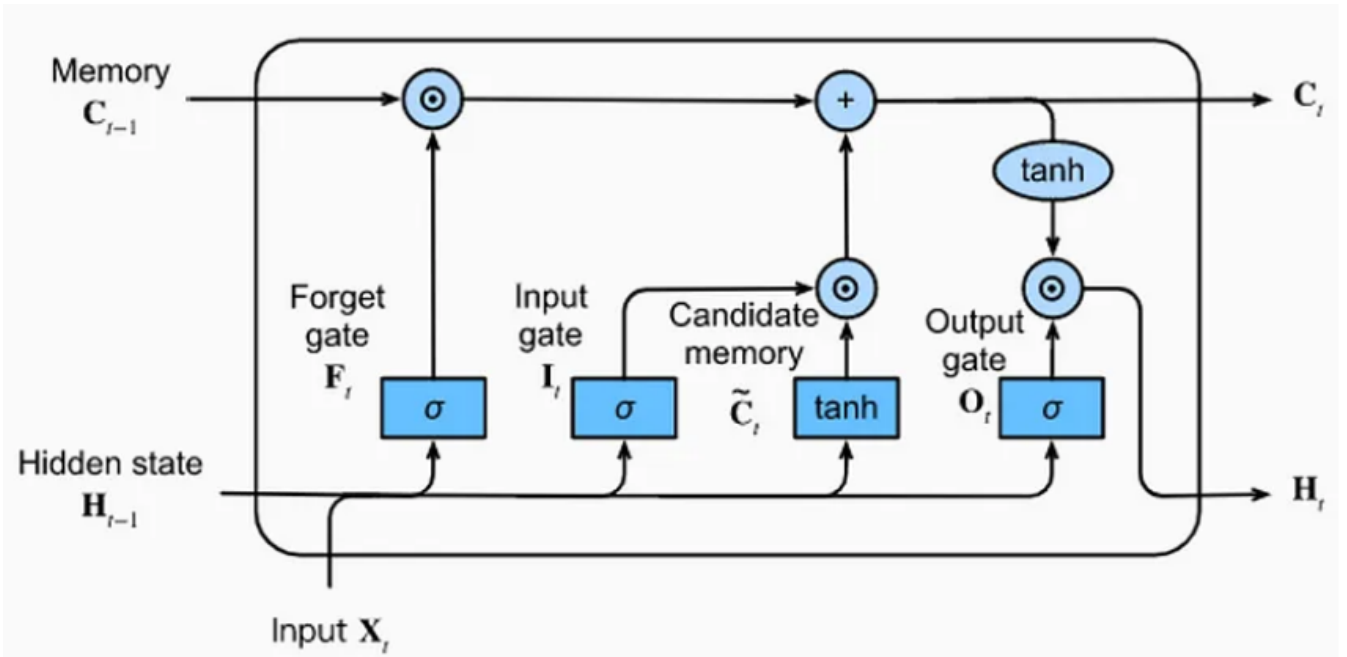 Memory
C_{t-1}
⊙
+
C_t
tanh
Forget
gate
F_t
σ
Input
gate
I_t
σ
Candidate
memory
C̃_t
tanh
⊙
Output
gate
O_t
σ
⊙
Hidden state
H_{t-1}
H_t
Input X_t